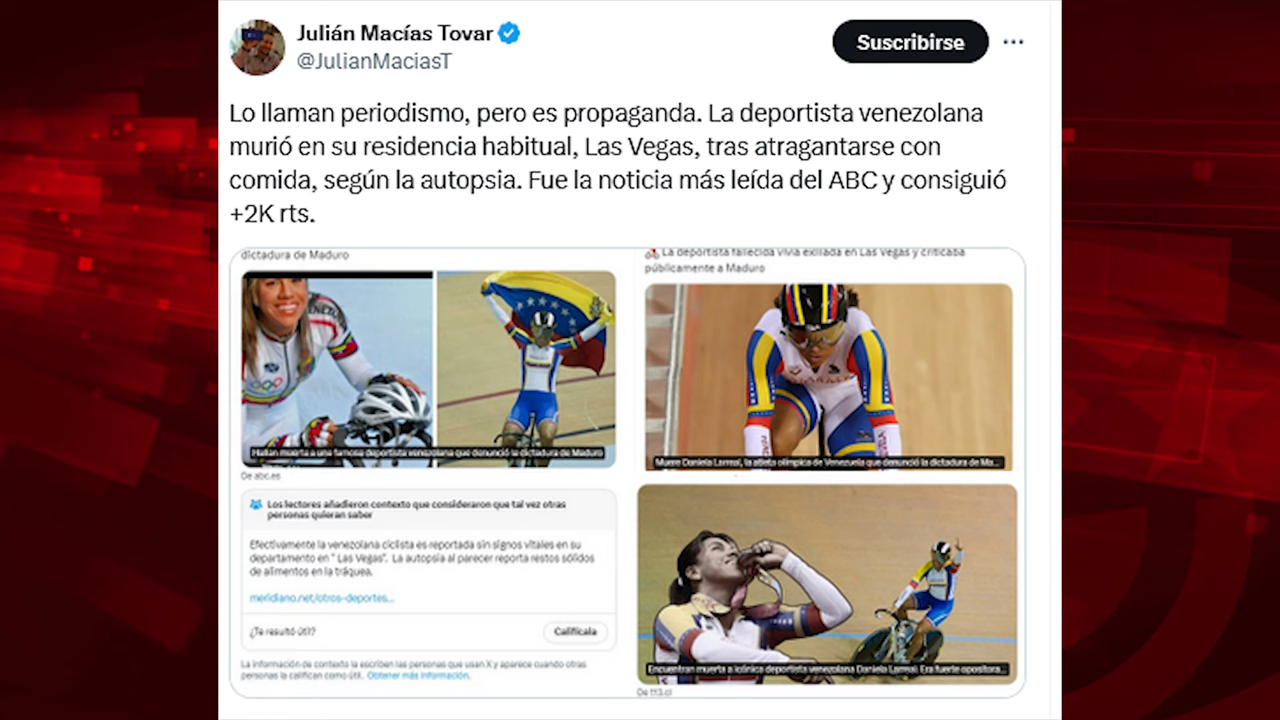 Julián Macías Tovar
@JulianMaciasT
Suscribirse
Lo llaman periodismo, pero es propaganda. La deportista venezolana
murió en su residencia habitual, Las Vegas, tras atragantarse con
comida, según la autopsia. Fue la noticia más leída del ABC y consiguió
+2K rts.
dictadura de Maduro
Hallan muerta a una famosa deportista venezolana que denunció la dictadura de Maduro
De abc.es
Los lectores añadieron contexto que consideraron que tal vez otras
personas quieran saber
Efectivamente la venezolana ciclista es reportada sin signos vitales en su
departamento en " Las Vegas". La autopsia al parecer reporta restos sólidos
de alimentos en la tráquea.
meridiano.net/otros-deportes...
¿Te resultó útil?
Califícala
La información de contexto la escriben las personas que usan X y aparece cuando otras
personas la califican como útil. Obtener más información.
La deportista fallecida vivía exiliada en Las Vegas y criticaba
públicamente a Maduro
Muere Daniela Larreal, la atleta olímpica de Venezuela que denunció la dictadura de Ma...
Encuentran muerta a icónica deportista venezolana Daniela Larreal: Era fuerte opositora...
De t13.cl